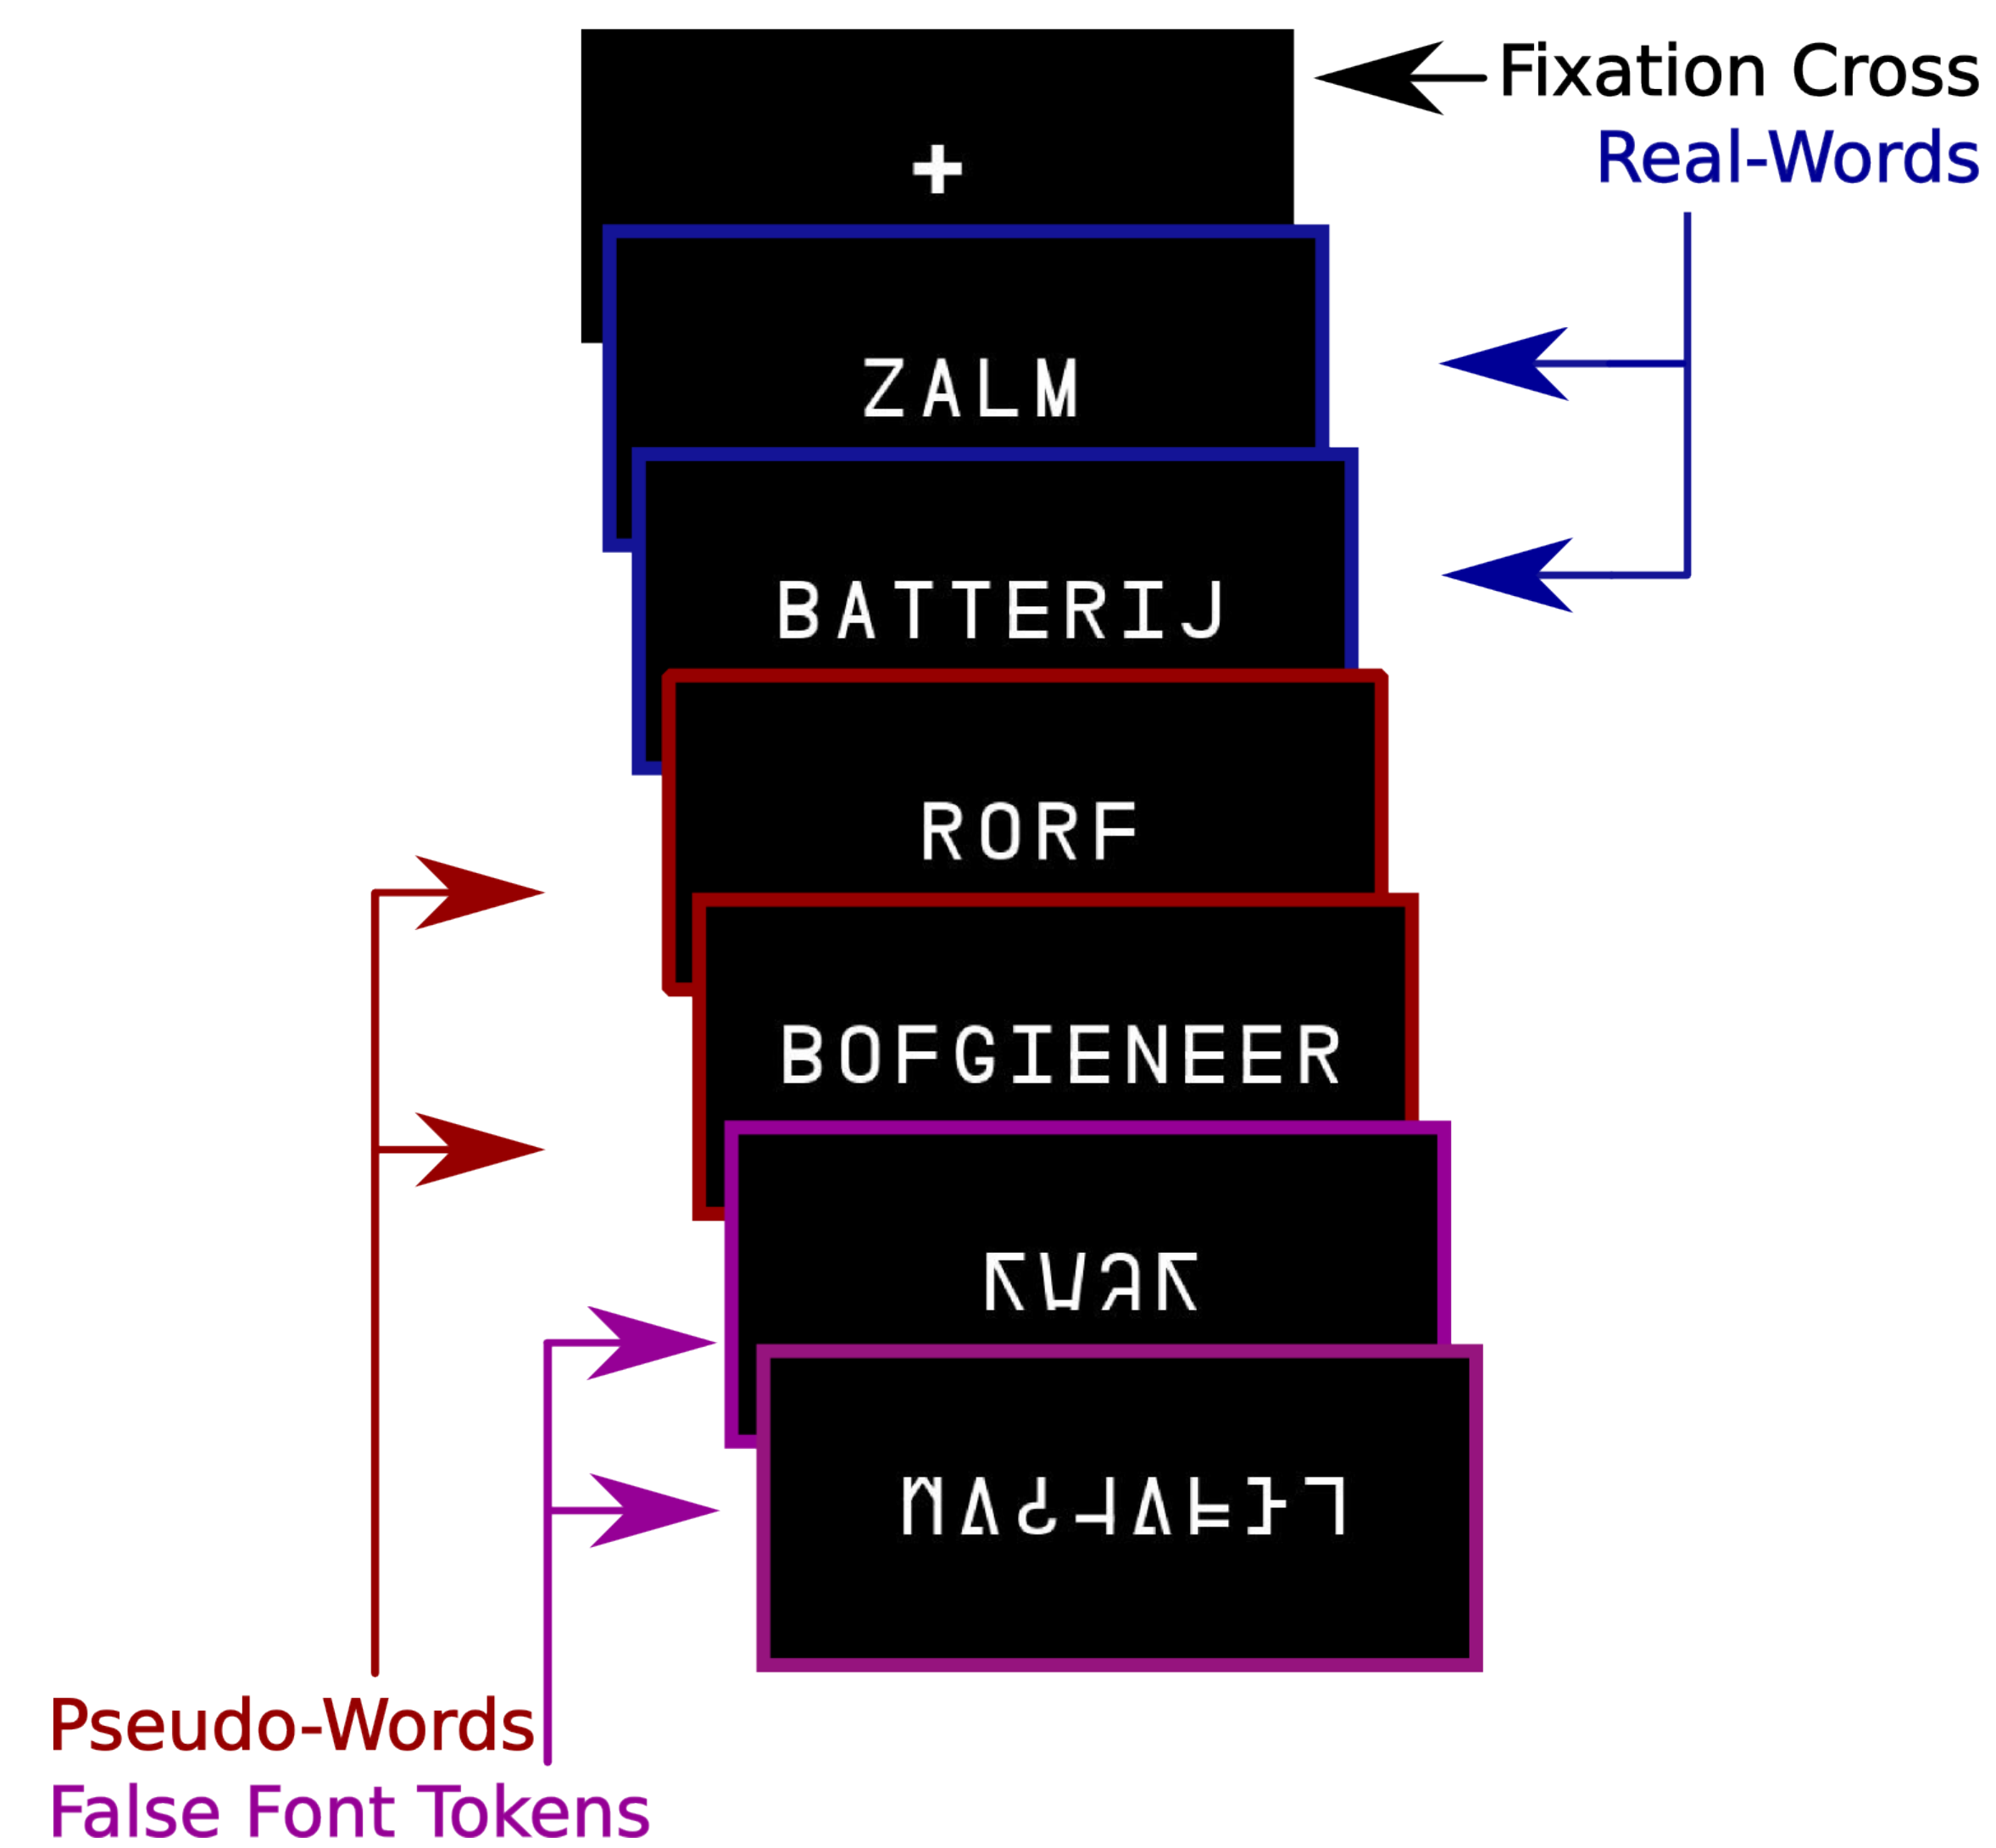 Fixation Cross
Real-Words
+
ZALM
BATTERIJ
RORF
BOFGIENEER
Pseudo-Words
False Font Tokens